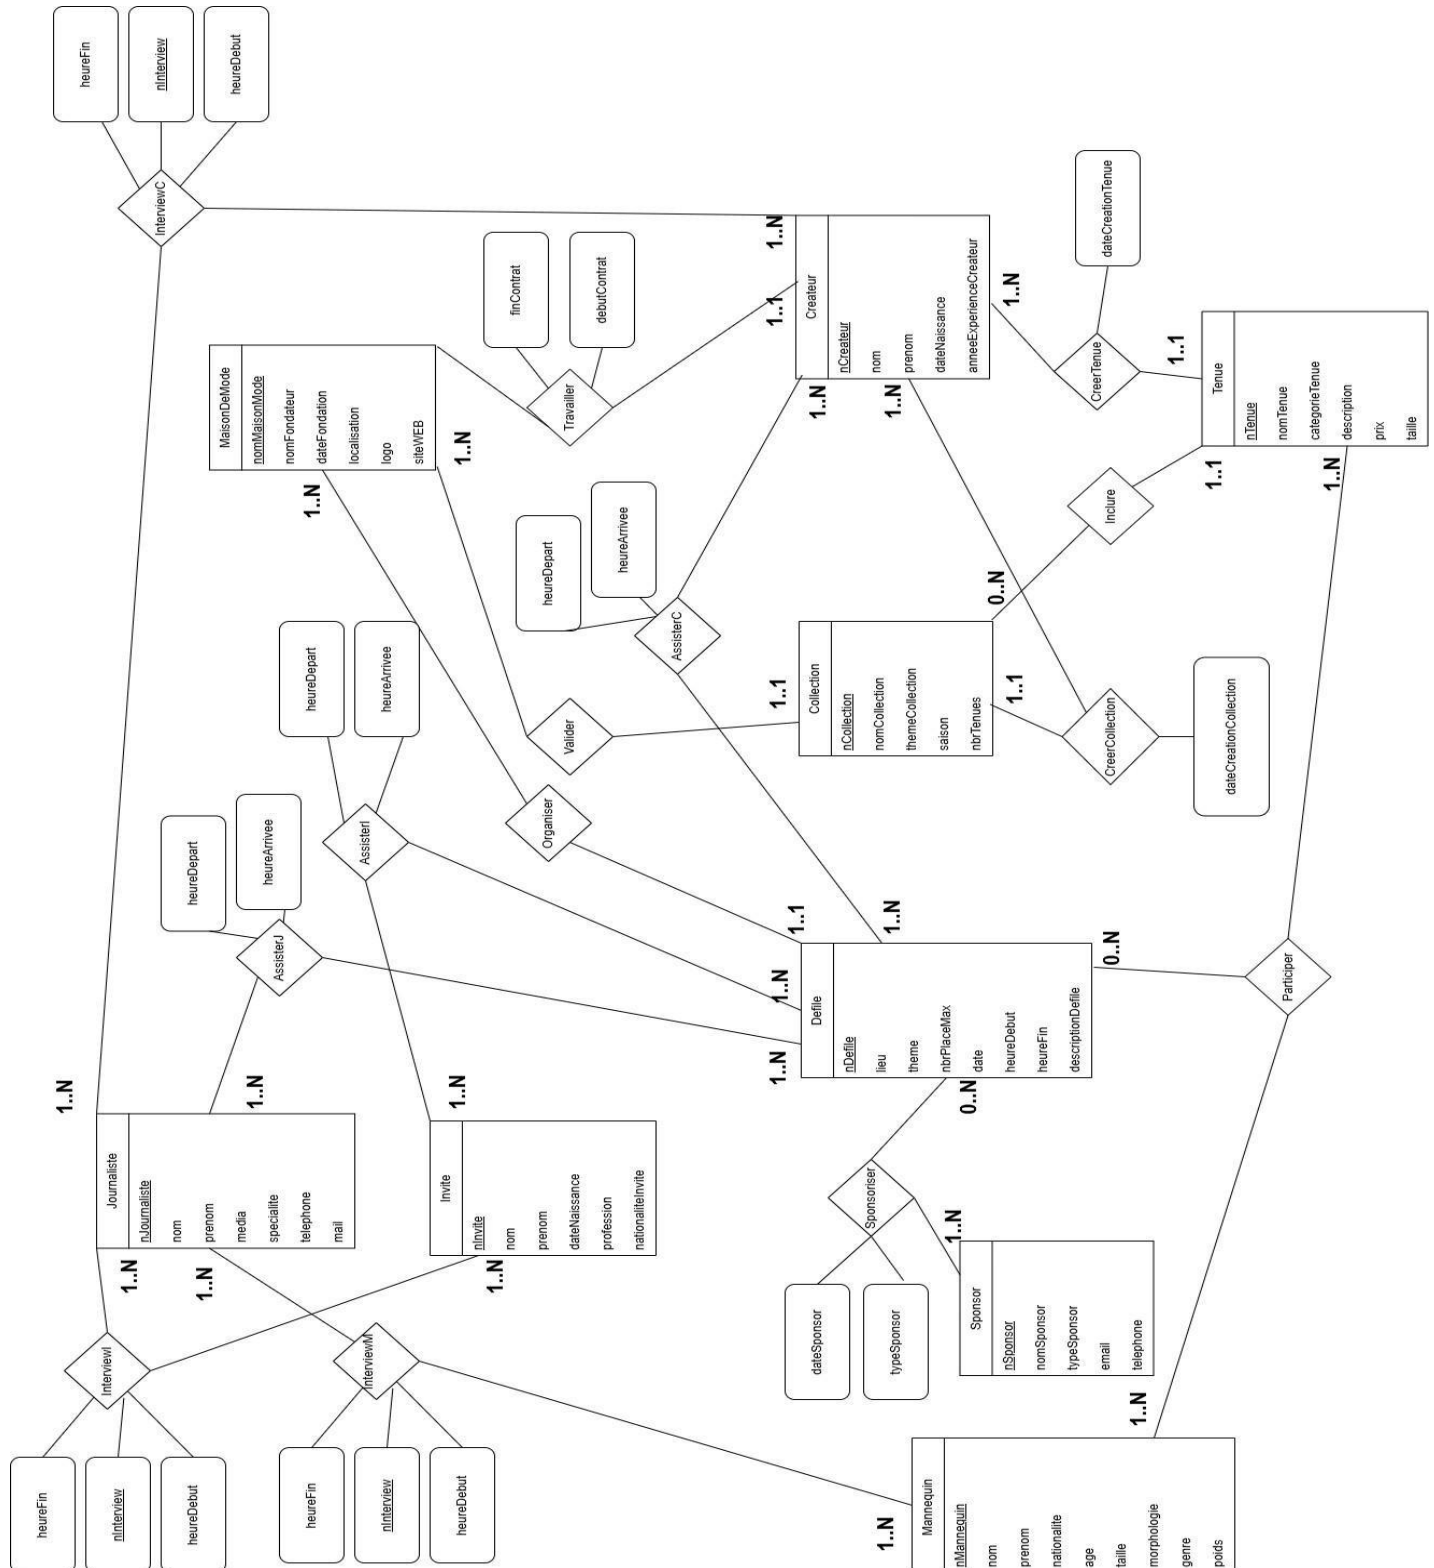 heureFin
nInterview
heureDebut
InterviewI
1..N
1..N
Journaliste
nJournaliste
nom
prenom
media
specialite
telephone
mail
1..N
1..N
heureFin
nInterview
heureDebut
InterviewC
heureDepart
heureArrivee
AssisterJ
heureFin
nInterview
heureDebut
InterviewM
heureDepart
heureArrivee
AssisterI
MaisonDeMode
nomMaisonMode
nomFondateur
dateFondation
localisation
logo
siteWEB
1..N
1..N
Invite
nInvite
nom
prenom
dateNaissance
profession
nationaliteInvite
1..N
1..N
Organiser
Valider
Travailler
finContrat
debutContrat
heureDepart
heureArrivee
AssisterC
1..N
1..N
1..1
1..N
Defile
nDefile
lieu
theme
nbrPlaceMax
date
heureDebut
heureFin
descriptionDefile
0..N
0..N
1..1
Collection
nCollection
nomCollection
themeCollection
saison
nbrTenues
1..1
0..N
1..1
1..N
Createur
nCreateur
nom
prenom
dateNaissance
anneeExperienceCreateur
1..N
1..N
1..N
dateSponsor
typeSponsor
Sponsoriser
1..N
Sponsor
nSponsor
nomSponsor
typeSponsor
email
telephone
1..N
Mannequin
nMannequin
nom
prenom
nationalite
age
taille
morphologie
genre
poids
1..N
CreerCollection
dateCreationCollection
Inclure
CreerTenue
dateCreationTenue
1..1
1..1
Tenue
nTenue
nomTenue
categorieTenue
description
prix
taille
1..N
Participer